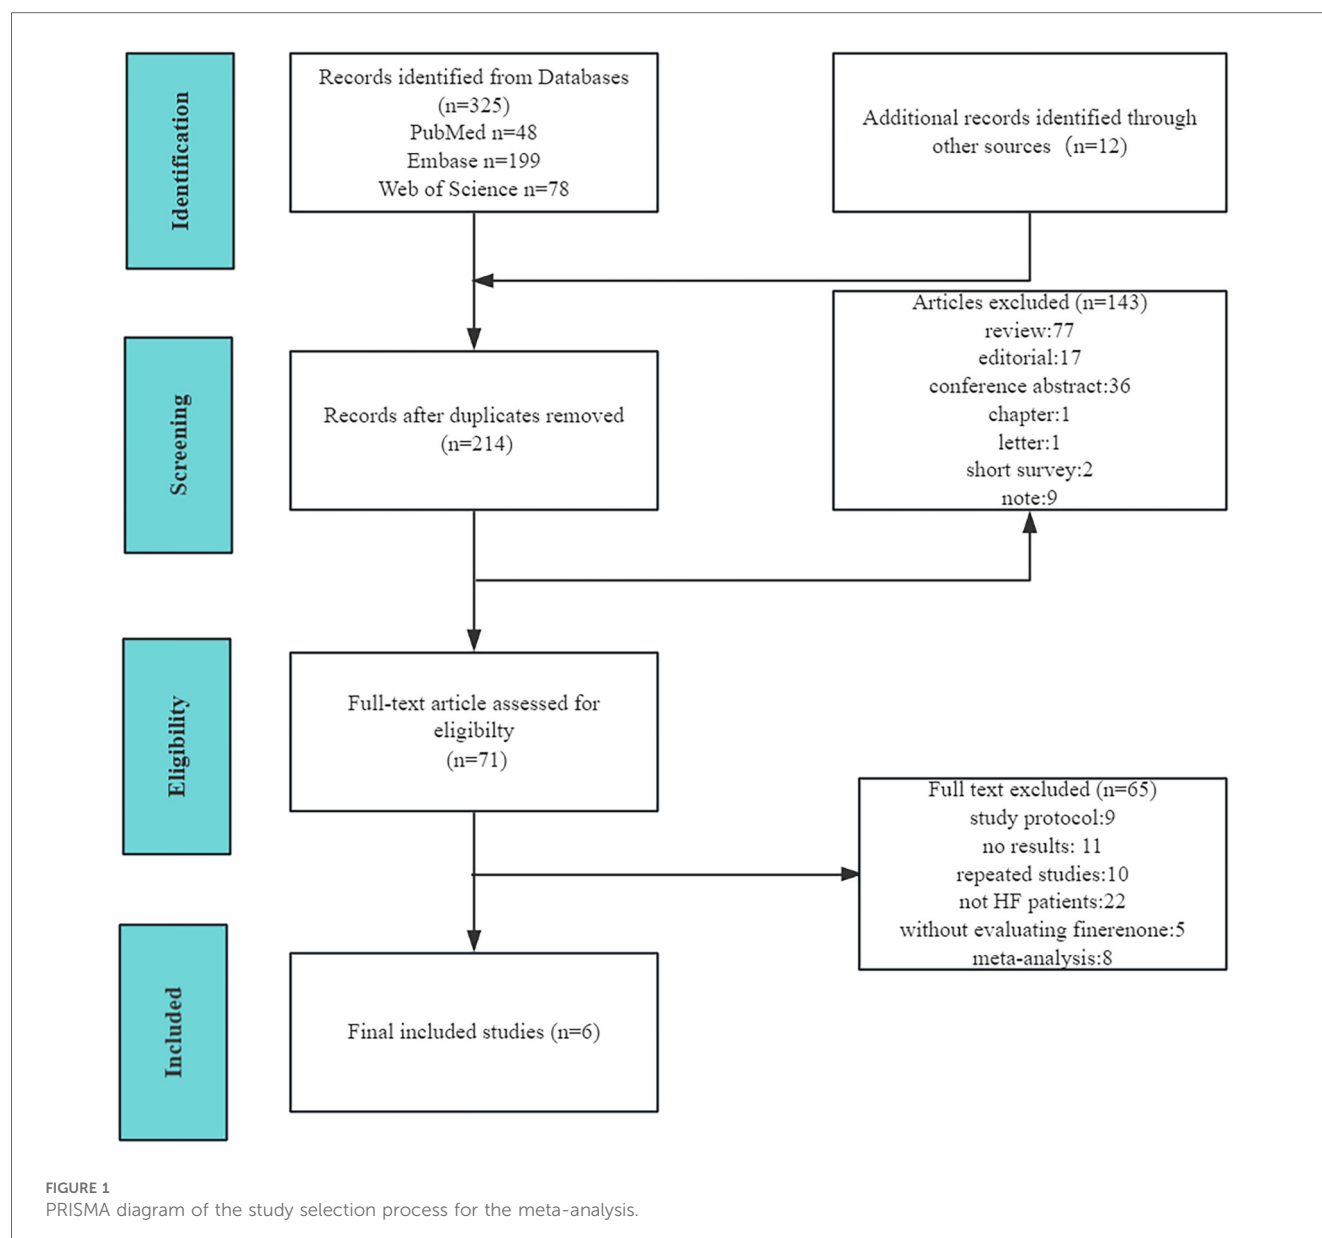 Identification
Records identified from Databases
(n=325)
PubMed n=48
Embase n=199
Web of Science n=78
Additional records identified through
other sources (n=12)
Screening
Records after duplicates removed
(n=214)
Articles excluded (n=143)
review:77
editorial:17
conference abstract:36
chapter:1
letter:1
short survey:2
note:9
Eligibility
Full-text article assessed for
eligibilty
(n=71)
Full text excluded (n=65)
study protocol:9
no results: 11
repeated studies:10
not HF patients:22
without evaluating finerenone:5
meta-analysis:8
Included
Final included studies (n=6)
FIGURE 1
PRISMA diagram of the study selection process for the meta-analysis.